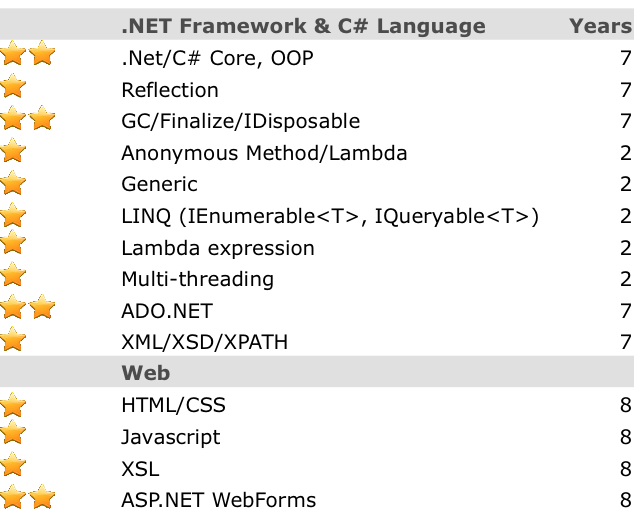 .NET Framework & C# Language Years
.Net/C# Core, OOP 7
Reflection 7
GC/Finalize/IDisposable 7
Anonymous Method/Lambda 2
Generic 2
LINQ (IEnumerable<T>, IQueryable<T>) 2
Lambda expression 2
Multi-threading 2
ADO.NET 7
XML/XSD/XPATH 7
Web
HTML/CSS 8
Javascript 8
XSL 8
ASP.NET WebForms 8